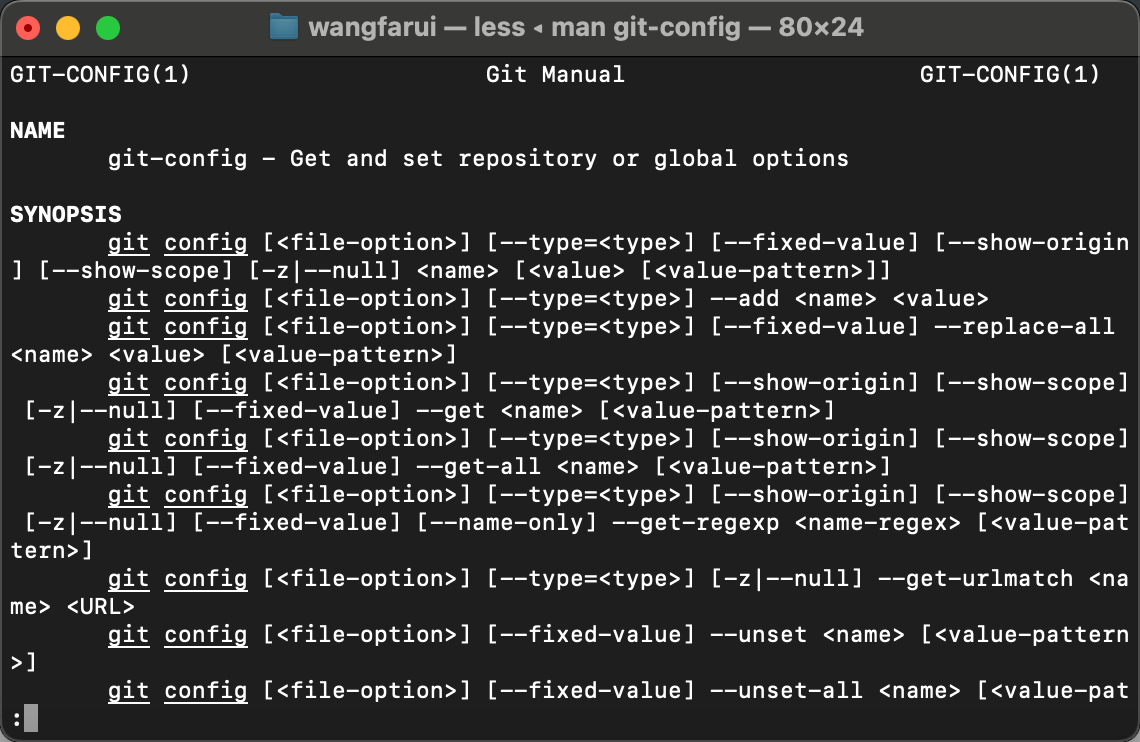 wangfarui — less ◂ man git-config — 80×24
GIT-CONFIG(1)                     Git Manual                     GIT-CONFIG(1)
NAME
       git-config - Get and set repository or global options
SYNOPSIS
       git config [<file-option>] [--type=<type>] [--fixed-value] [--show-origin
] [--show-scope] [-z|--null] <name> [<value> [<value-pattern>]]
       git config [<file-option>] [--type=<type>] --add <name> <value>
       git config [<file-option>] [--type=<type>] [--fixed-value] --replace-all
<name> <value> [<value-pattern>]
       git config [<file-option>] [--type=<type>] [--show-origin] [--show-scope]
 [-z|--null] [--fixed-value] --get <name> [<value-pattern>]
       git config [<file-option>] [--type=<type>] [--show-origin] [--show-scope]
 [-z|--null] [--fixed-value] --get-all <name> [<value-pattern>]
       git config [<file-option>] [--type=<type>] [--show-origin] [--show-scope]
 [-z|--null] [--fixed-value] [--name-only] --get-regexp <name-regex> [<value-pat
tern>]
       git config [<file-option>] [--type=<type>] [-z|--null] --get-urlmatch <na
me> <URL>
       git config [<file-option>] [--fixed-value] --unset <name> [<value-pattern
>]
       git config [<file-option>] [--fixed-value] --unset-all <name> [<value-pat
: